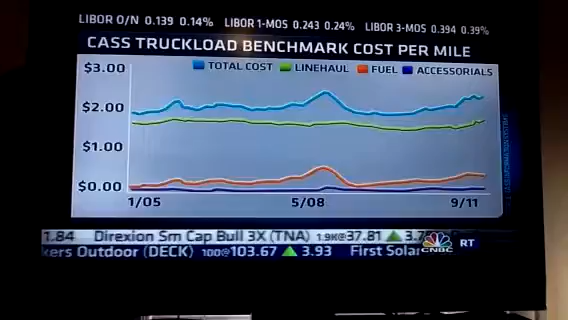 LIBOR O/N 0.139 0.14% LIBOR 1-MOS 0.243 0.24% LIBOR 3-MOS 0.394 0.39%
CASS TRUCKLOAD BENCHMARK COST PER MILE
$3.00
TOTAL COST LINEHAUL FUEL ACCESSORIALS
$2.00
$1.00
$0.00
1/05 5/08 9/11
1.84 Direxion Sm Cap Bull 3X (TNA) 1.9K@37.81 ▲ 3.7
kers Outdoor (DECK) 100@103.67 ▲ 3.93 First Sola
CNBC
RT